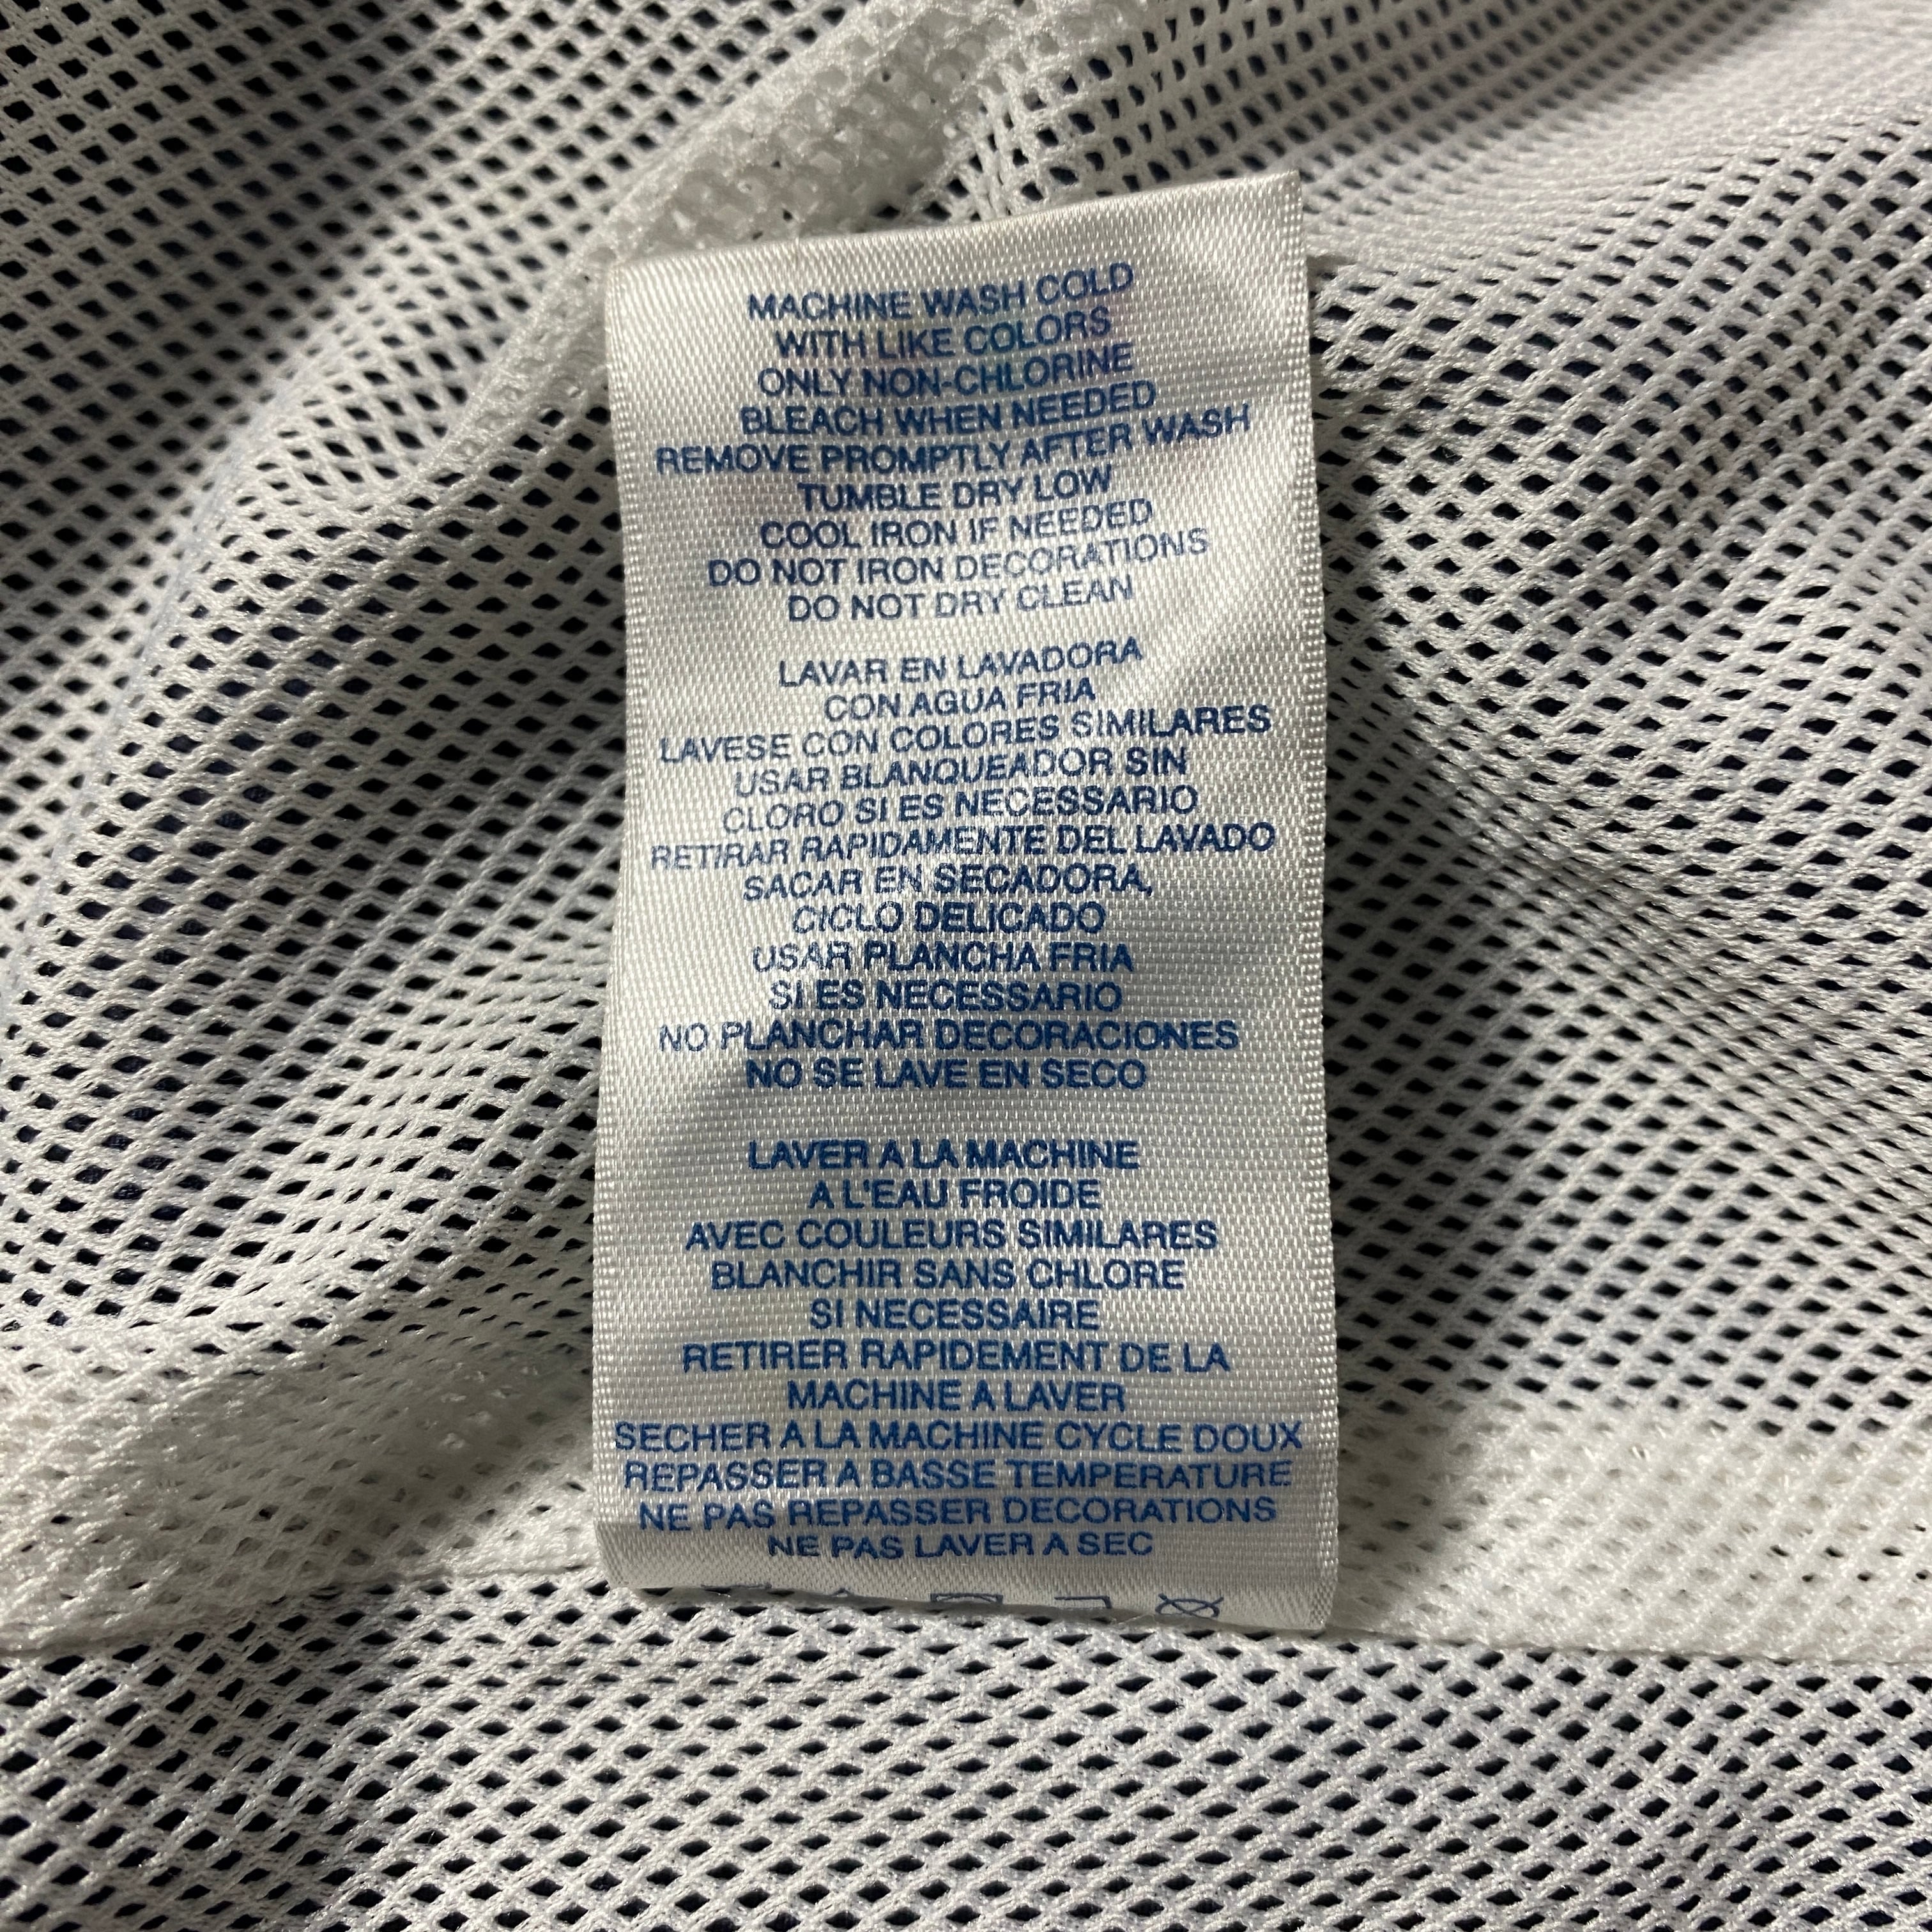 MACHINE WASH COLD
WITH LIKE COLORS
ONLY NON-CHLORINE
BLEACH WHEN NEEDED
REMOVE PROMPTLY AFTER WASH
TUMBLE DRY LOW
COOL IRON IF NEEDED
DO NOT IRON DECORATIONS
DO NOT DRY CLEAN
LAVAR EN LAVADORA
CON AGUA FRIA
LAVESE CON COLORES SIMILARES
USAR BLANQUEADOR SIN
CLORO SI ES NECESSARIO
RETIRAR RAPIDAMENTE DEL LAVADO
SACAR EN SECADORA,
CICLO DELICADO
USAR PLANCHA FRIA
SI ES NECESSARIO
NO PLANCHAR DECORACIONES
NO SE LAVE EN SECO
LAVER A LA MACHINE
A L'EAU FROIDE
AVEC COULEURS SIMILARES
BLANCHIR SANS CHLORE
SI NECESSAIRE
RETIRER RAPIDEMENT DE LA
MACHINE A LAVER
SECHER A LA MACHINE CYCLE DOUX
REPASSER A BASSE TEMPERATURE
NE PAS REPASSER DECORATIONS
NE PAS LAVER A SEC